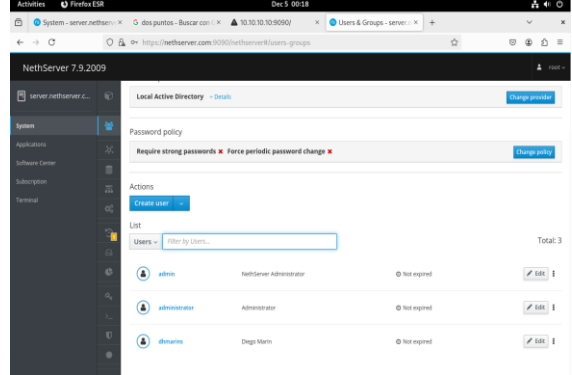 Activities Firefox ESR Dec 5 00:18
System - server.nethserv × dos puntos - Buscar con × 10.10.10.10:9090/ × Users & Groups - server. × +
https://nethserver.com:9090/nethserver#/users-groups
NethServer 7.9.2009 root
server.nethserver.c...
Local Active Directory Details Change provider
System
Password policy
Applications
Require strong passwords × Force periodic password change × Change policy
Software Center
Subscription
Actions
Terminal
Create user
List
Users Filter by Users... Total: 3
admin NethServer Administrator Not expired Edit
administrator Administrator Not expired Edit
dhmarins Diego Marin Not expired Edit